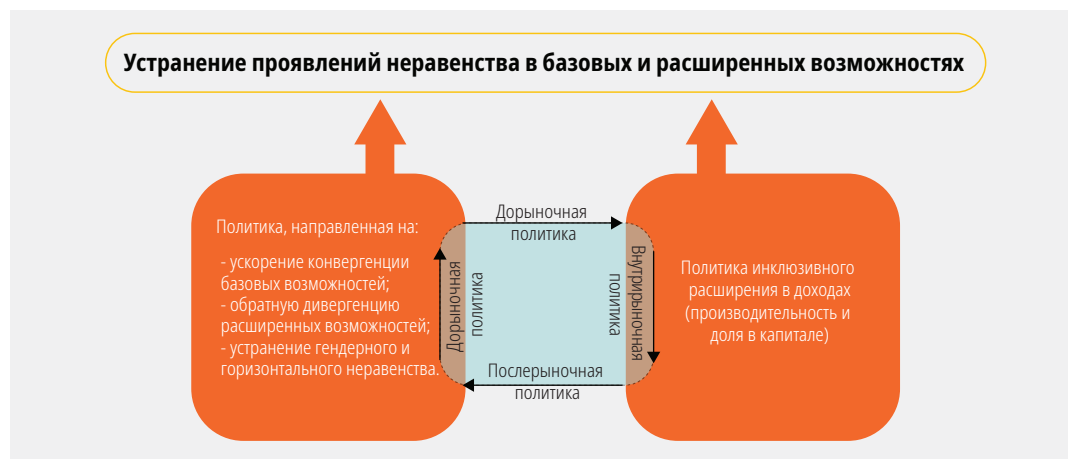 Устранение проявлений неравенства в базовых и расширенных возможностях
Политика, направленная на:
- ускорение конвергенции
базовых возможностей;
- обратную дивергенцию
расширенных возможностей;
- устранение гендерного и
горизонтального неравенства.
Дорыночная
политика
Дорыночная
политика
Внутрирыночная
политика
Послерыночная
политика
Политика инклюзивного
расширения в доходах
(производительность и
доля в капитале)